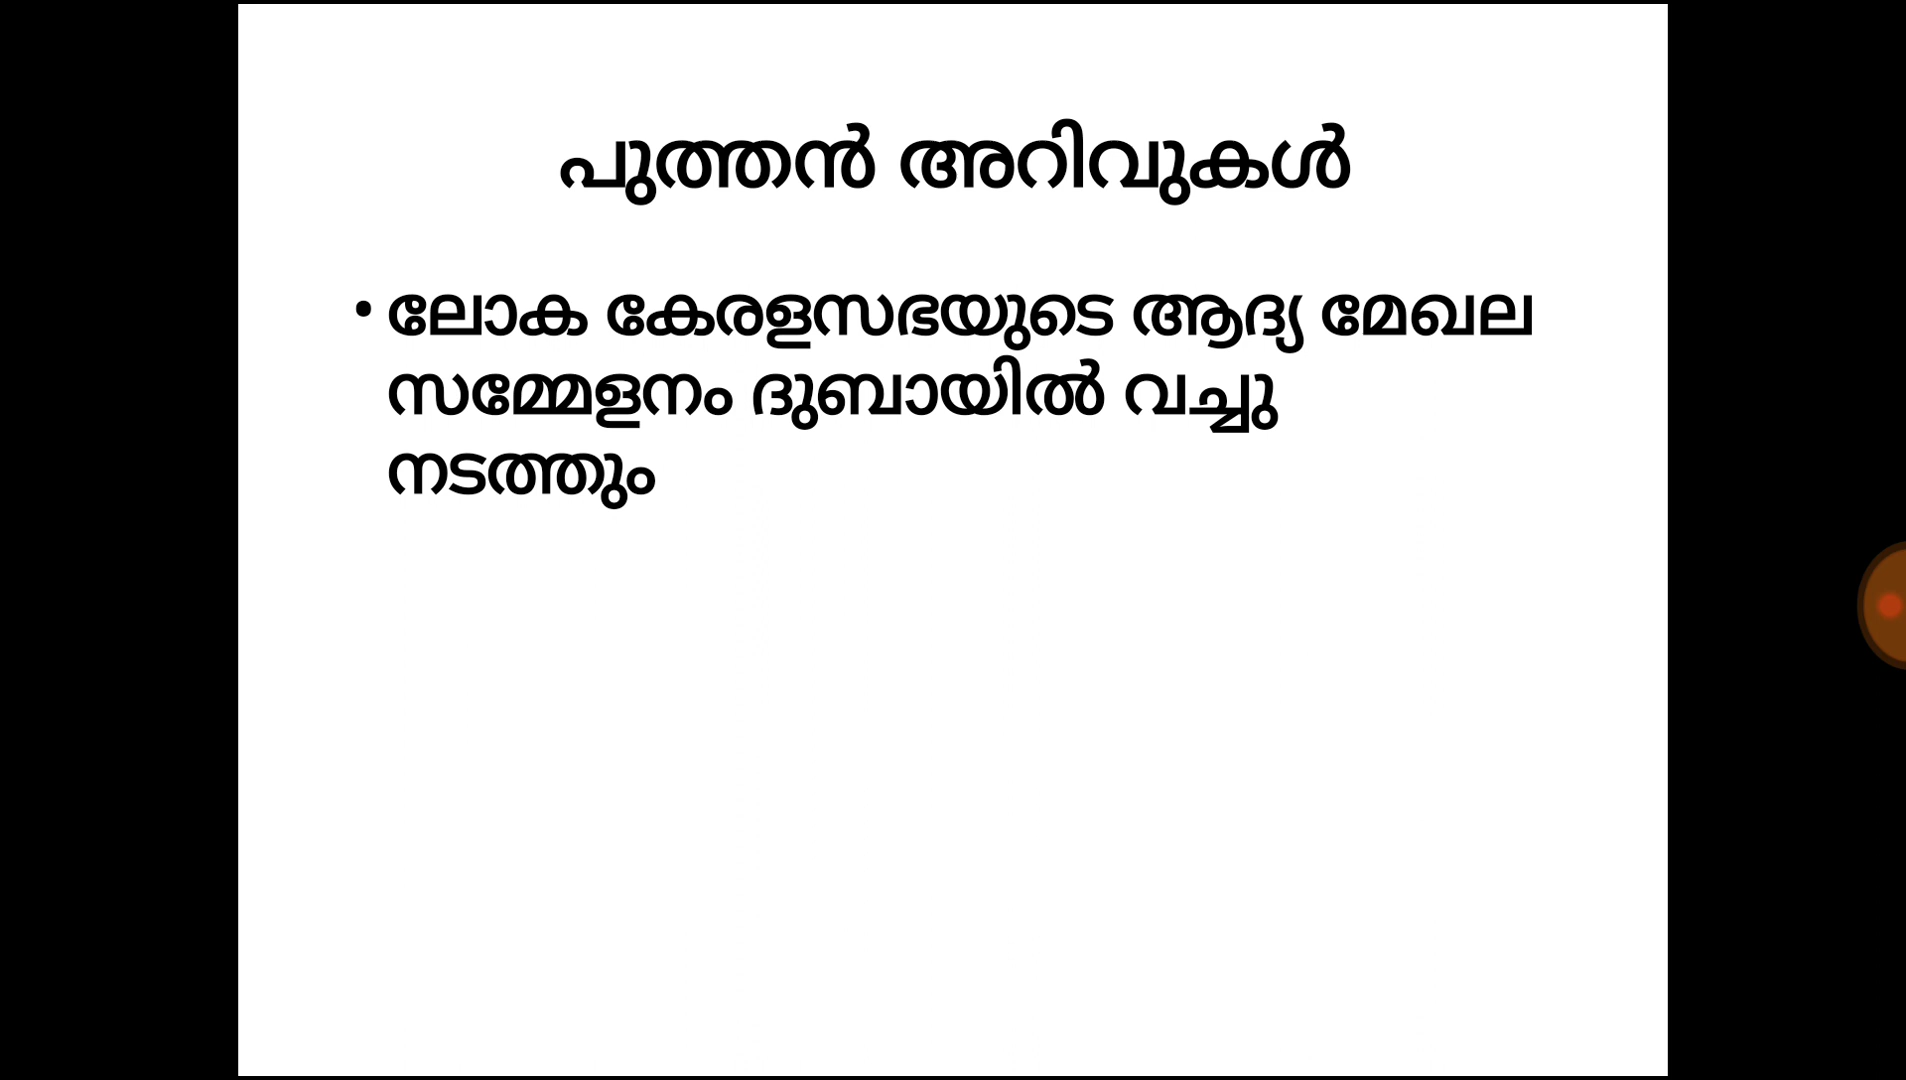 പുത്തൻ അറിവുകൾ
• ലോക കേരളസഭയുടെ ആദ്യ മേഖല
സമ്മേളനം ദുബായിൽ വച്ചു
നടത്തും